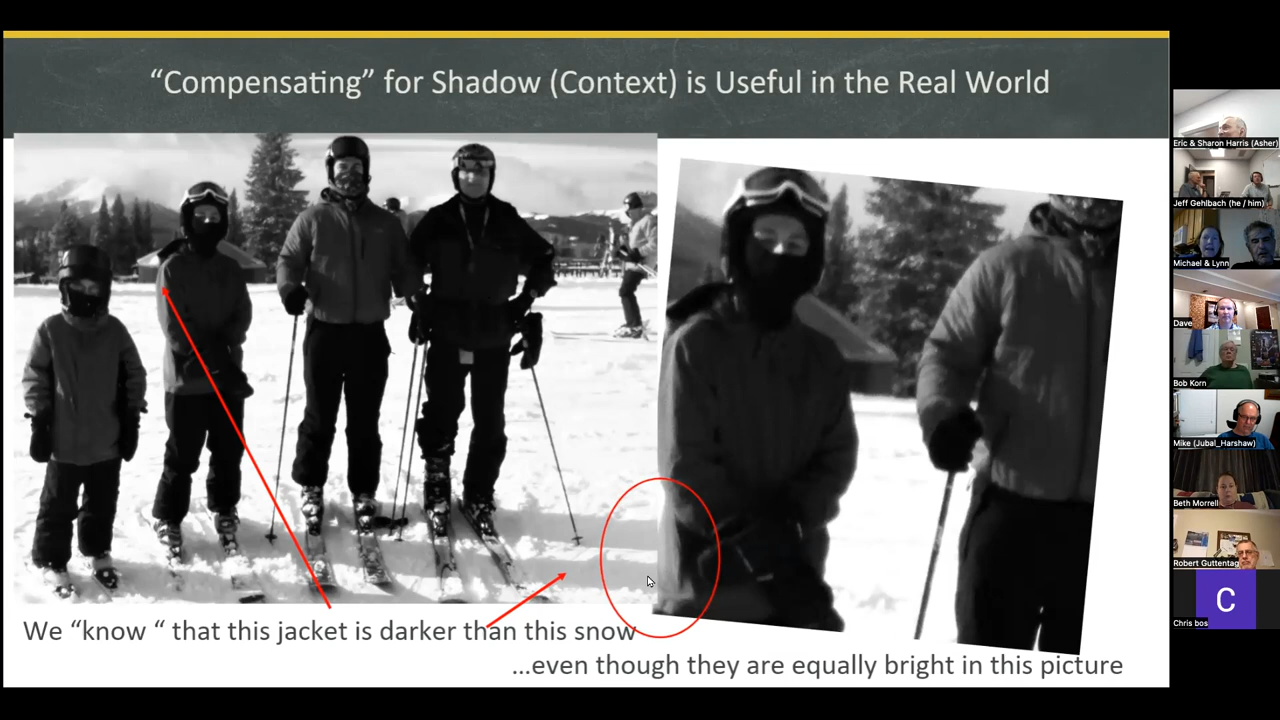 “Compensating” for Shadow (Context) is Useful in the Real World
We “know “ that this jacket is darker than this snow
...even though they are equally bright in this picture
Eric & Sharon Harris (Asher)
Jeff Gehlbach (he / him)
Michael & Lynn
Dave
Bob Korn
Mike (Jubal_Harshaw)
Beth Morrell
Robert Guttentag
C
Chris bos